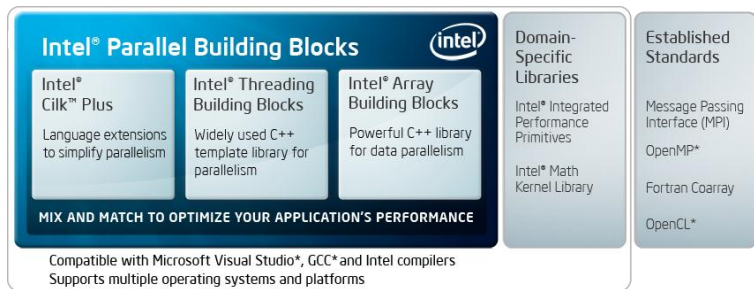 Intel® Parallel Building Blocks
intel®
Intel®
Cilk™ Plus
Language extensions
to simplify parallelism
Intel® Threading
Building Blocks
Widely used C++
template library for
parallelism
Intel® Array
Building Blocks
Powerful C++ library
for data parallelism
MIX AND MATCH TO OPTIMIZE YOUR APPLICATION'S PERFORMANCE
Domain-
Specific
Libraries
Intel® Integrated
Performance
Primitives
Intel® Math
Kernel Library
Established
Standards
Message Passing
Interface (MPI)
OpenMP*
Fortran Coarray
OpenCL*
Compatible with Microsoft Visual Studio*, GCC* and Intel compilers
Supports multiple operating systems and platforms